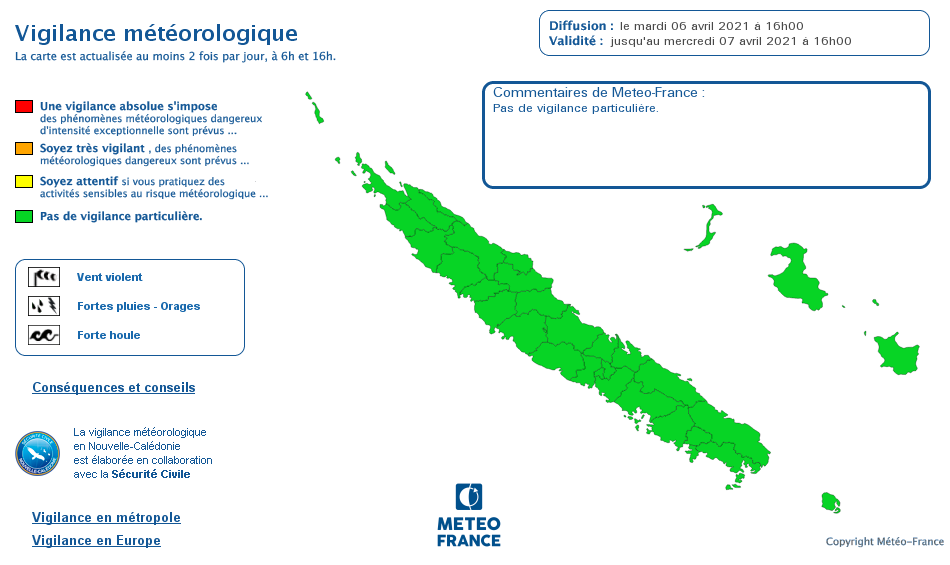 Vigilance météorologique
La carte est actualisée au moins 2 fois par jour, à 6h et 16h.
Diffusion : le mardi 06 avril 2021 à 16h00
Validité : jusqu'au mercredi 07 avril 2021 à 16h00
Commentaires de Meteo-France :
Pas de vigilance particulière.
Une vigilance absolue s'impose
des phénomènes météorologiques dangereux
d'intensité exceptionnelle sont prévus ...
Soyez très vigilant , des phénomènes
météorologiques dangereux sont prévus ...
Soyez attentif si vous pratiquez des
activités sensibles au risque météorologique ...
Pas de vigilance particulière.
Vent violent
Fortes pluies - Orages
Forte houle
Conséquences et conseils
SÉCURITÉ CIVILE
NOUVELLE-CALÉDONIE
La vigilance météorologique
en Nouvelle-Calédonie
est élaborée en collaboration
avec la Sécurité Civile
Vigilance en métropole
Vigilance en Europe
METEO
FRANCE
Copyright Météo-France